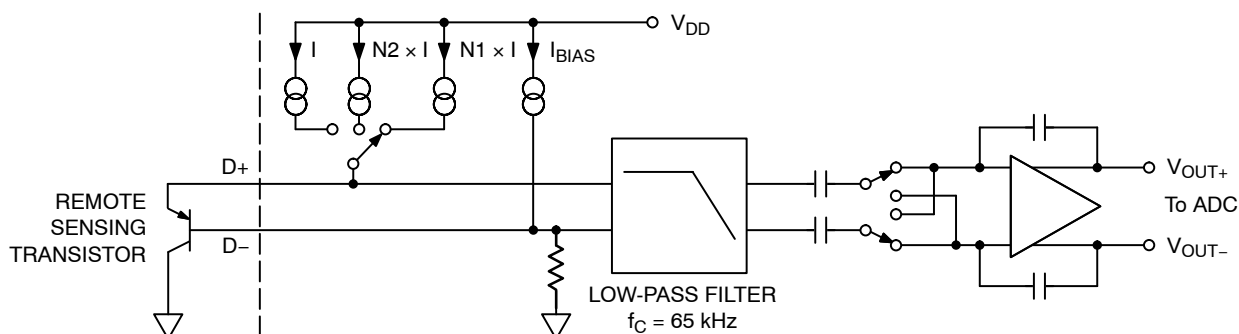 V_DD
I
N2 × I
N1 × I
I_BIAS
D+
REMOTE
SENSING
TRANSISTOR
D−
V_OUT+
To ADC
V_OUT−
LOW-PASS FILTER
f_C = 65 kHz